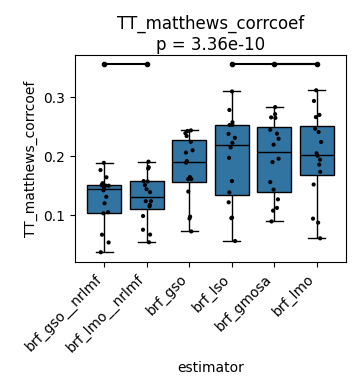 TT_matthews_corrcoef
p = 3.36e-10
TT_matthews_corrcoef
0.3
0.2
0.1
brf_gso__nrlmf
brf_lmo__nrlmf
brf_gso
brf_lso
brf_gmosa
brf_lmo
estimator